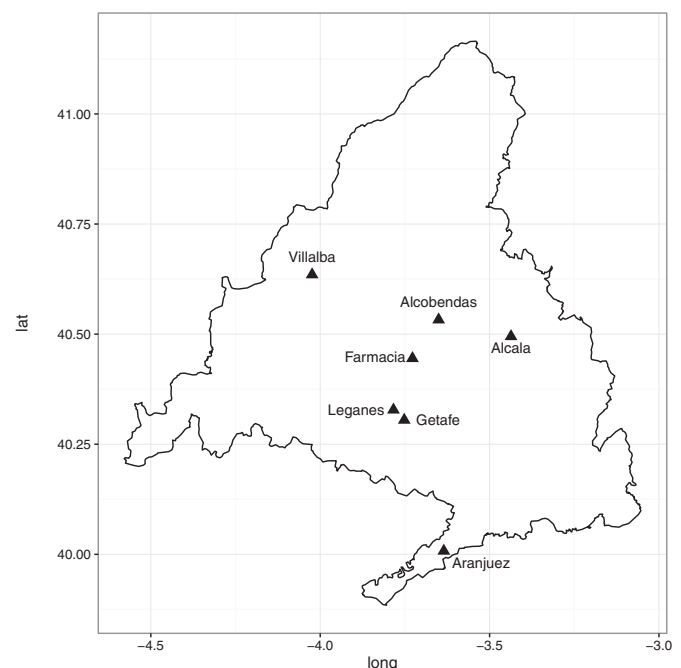 41.00
40.75
40.50
40.25
40.00
lat
Villalba
Alcobendas
Alcala
Farmacia
Leganes
Getafe
Aranjuez
−4.5
−4.0
−3.5
−3.0
long